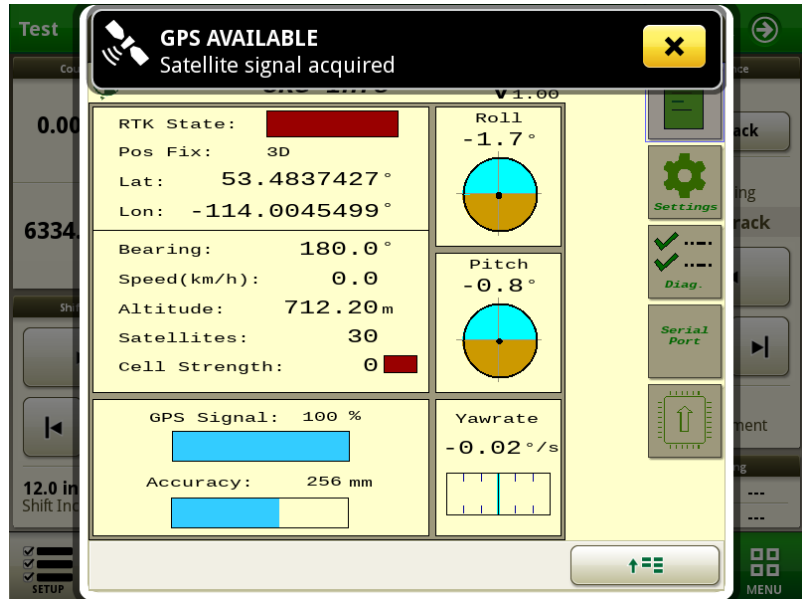 Test
GPS AVAILABLE
Satellite signal acquired
V 1.00
RTK State:
Pos Fix: 3D
Lat: 53.4837427°
Lon: -114.0045499°
Bearing: 180.0°
Speed(km/h): 0.0
Altitude: 712.20m
Satellites: 30
Cell Strength: 0
GPS Signal: 100 %
Accuracy: 256 mm
Roll
-1.7°
Pitch
-0.8°
Yawrate
-0.02°/s
Settings
Diag.
Serial
Port
0.00
6334.
12.0 in
Shift Inc
SETUP
ack
ing
rack
ment
---
---
MENU